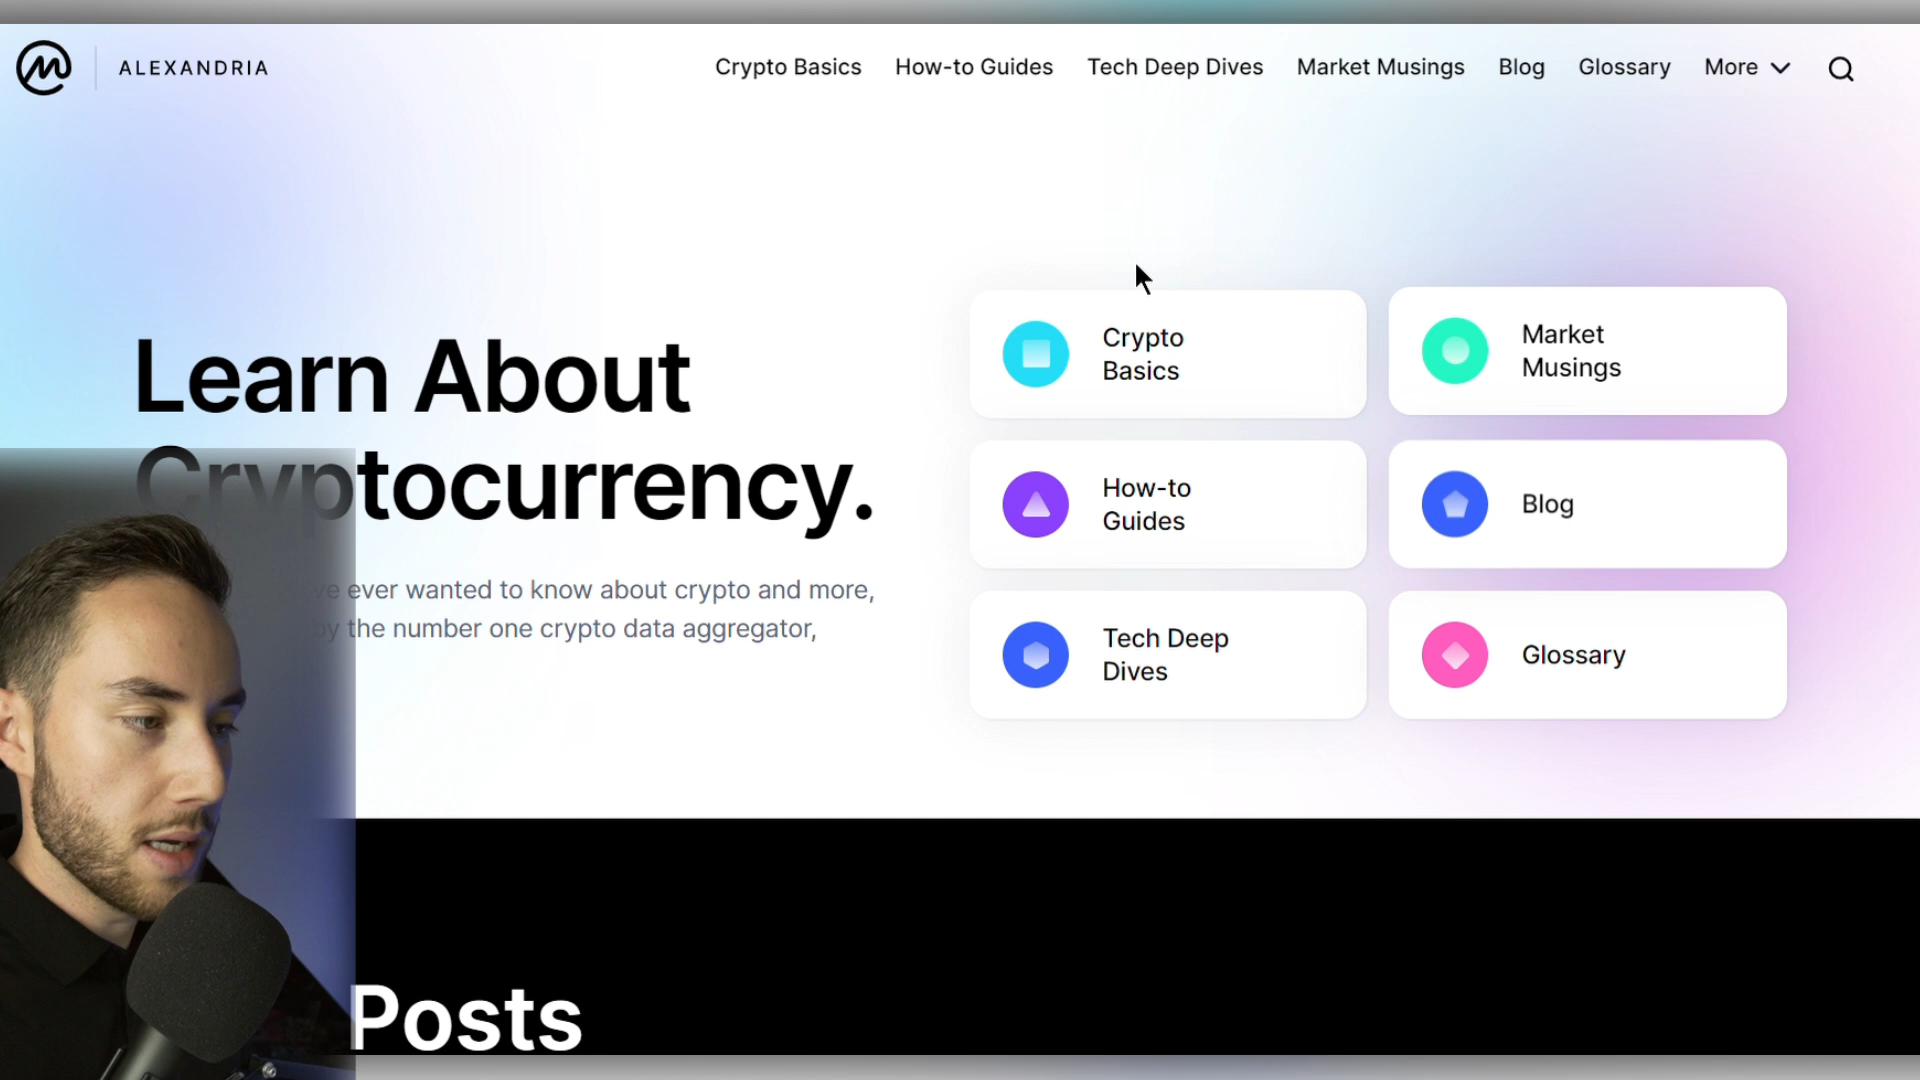 ALEXANDRIA
Crypto Basics
How-to Guides
Tech Deep Dives
Market Musings
Blog
Glossary
More
Learn About
Cryptocurrency.
ever wanted to know about crypto and more,
by the number one crypto data aggregator,
Crypto
Basics
Market
Musings
How-to
Guides
Blog
Tech Deep
Dives
Glossary
Posts